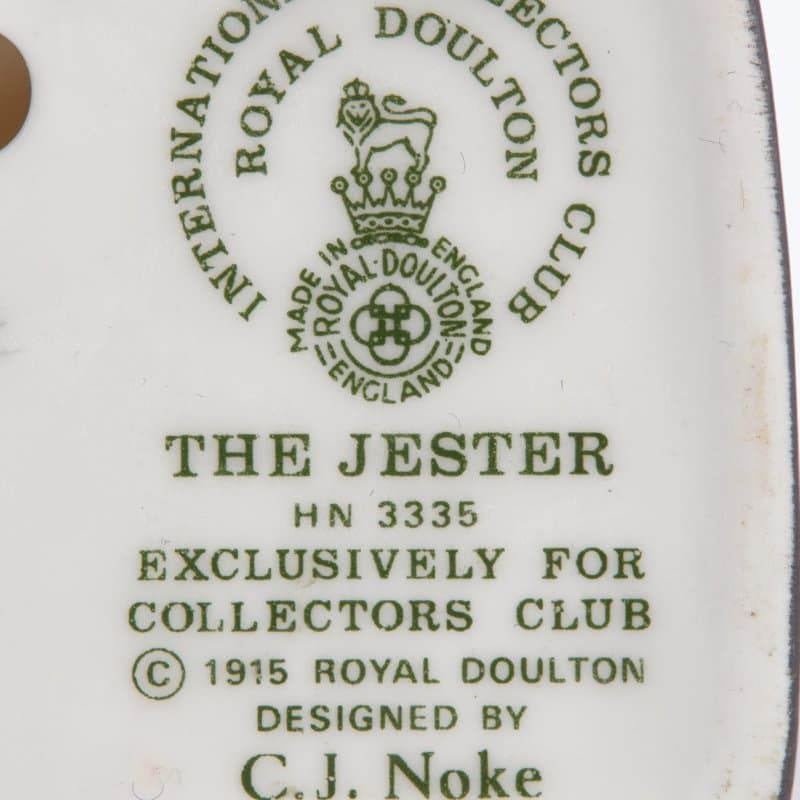 INTERNATIONAL COLLECTORS CLUB
ROYAL DOULTON
MADE IN ENGLAND
ROYAL·DOULTON
ENGLAND
THE JESTER
HN 3335
EXCLUSIVELY FOR
COLLECTORS CLUB
© 1915 ROYAL DOULTON
DESIGNED BY
C.J. Noke